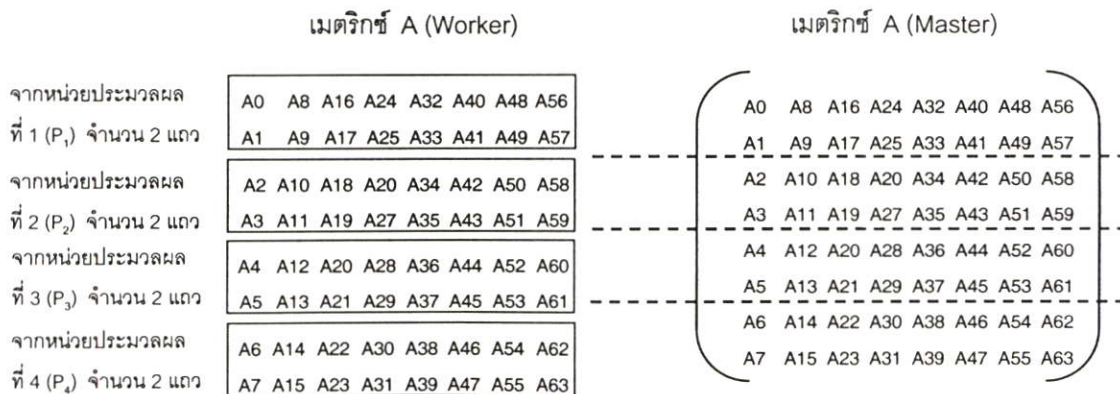 เมตริกซ์ A (Worker)
เมตริกซ์ A (Master)
จากหน่วยประมวลผล
ที่ 1 (P₁) จำนวน 2 แถว
A0 A8 A16 A24 A32 A40 A48 A56
A1 A9 A17 A25 A33 A41 A49 A57
จากหน่วยประมวลผล
ที่ 2 (P₂) จำนวน 2 แถว
A2 A10 A18 A20 A34 A42 A50 A58
A3 A11 A19 A27 A35 A43 A51 A59
จากหน่วยประมวลผล
ที่ 3 (P₃) จำนวน 2 แถว
A4 A12 A20 A28 A36 A44 A52 A60
A5 A13 A21 A29 A37 A45 A53 A61
จากหน่วยประมวลผล
ที่ 4 (P₄) จำนวน 2 แถว
A6 A14 A22 A30 A38 A46 A54 A62
A7 A15 A23 A31 A39 A47 A55 A63
A0 A8 A16 A24 A32 A40 A48 A56
A1 A9 A17 A25 A33 A41 A49 A57
A2 A10 A18 A20 A34 A42 A50 A58
A3 A11 A19 A27 A35 A43 A51 A59
A4 A12 A20 A28 A36 A44 A52 A60
A5 A13 A21 A29 A37 A45 A53 A61
A6 A14 A22 A30 A38 A46 A54 A62
A7 A15 A23 A31 A39 A47 A55 A63